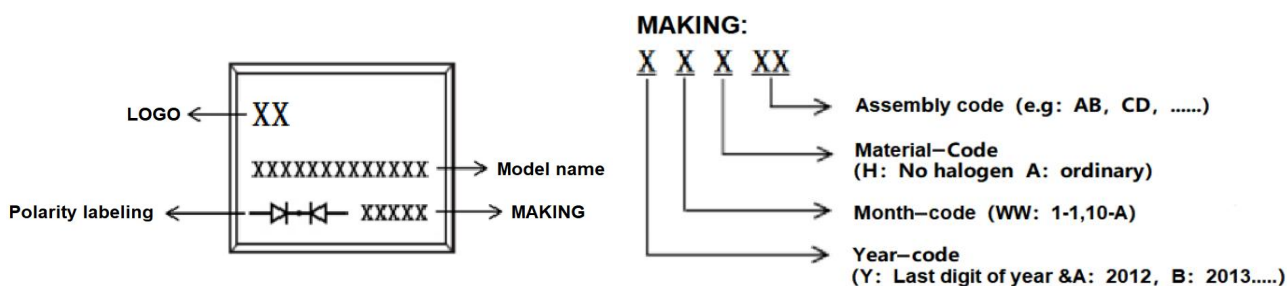 LOGO
XX
XXXXXXXXXXXXX
Model name
Polarity labeling
XXXXX
MAKING
MAKING:
X X X XX
Assembly code (e.g: AB, CD, ......)
Material-Code
(H: No halogen A: ordinary)
Month-code (WW: 1-1,10-A)
Year-code
(Y: Last digit of year &A: 2012, B: 2013.....)